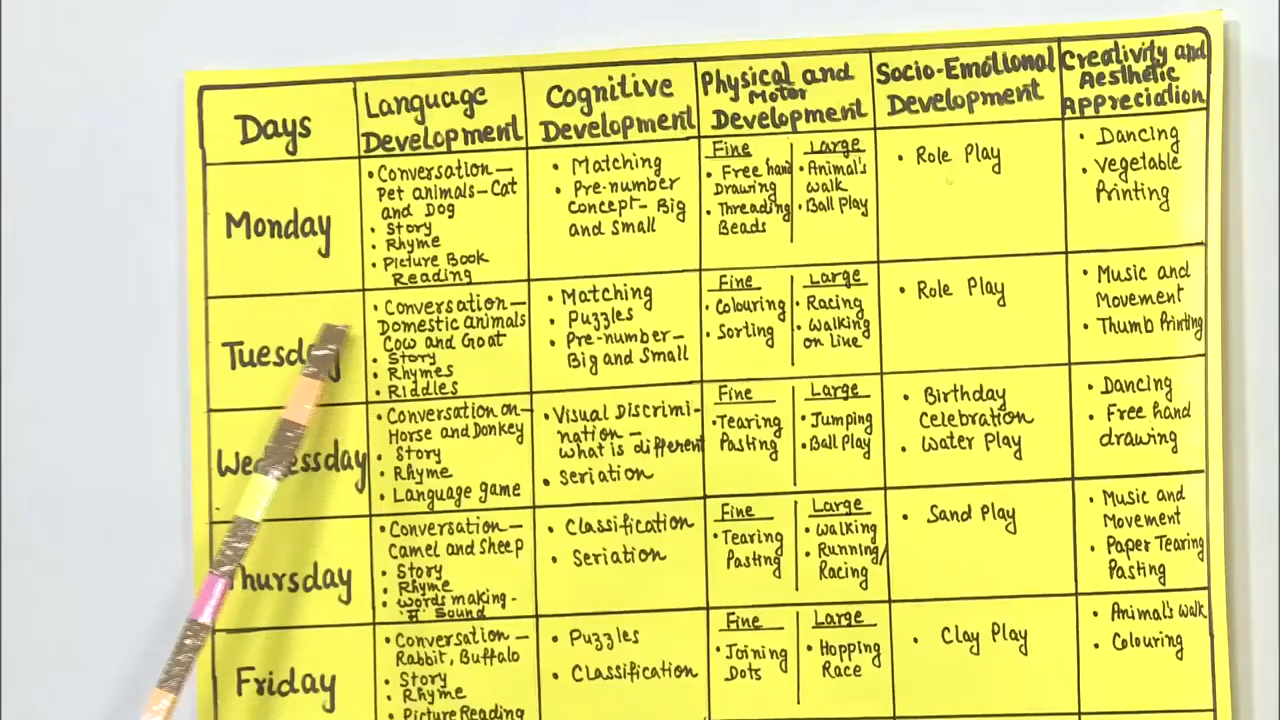 Days
Language
Development
Cognitive
Development
Physical and
Motor
Development
Socio-Emotional
Development
Creativity and
Aesthetic
Appreciation
Monday
• Conversation—
Pet animals—Cat
and Dog
• Story
• Rhyme
• Picture Book
Reading
• Matching
• Pre-number
Concept- Big
and Small
Fine
• Free hand
Drawing
• Threading
Beads
Large
• Animal's
walk
• Ball Play
• Role Play
• Dancing
• Vegetable
Printing
Tuesday
• Conversation—
Domestic animals
Cow and Goat
• Story
• Rhymes
• Riddles
• Matching
• Puzzles
• Pre-number—
Big and Small
Fine
• Colouring
• Sorting
Large
• Racing
• Walking
on Line
• Role Play
• Music and
Movement
• Thumb Printing
Wednesday
• Conversation on—
Horse and Donkey
• Story
• Rhyme
• Language game
• Visual Discrimi-
nation—
what is different
• Seriation
Fine
• Tearing
Pasting
Large
• Jumping
• Ball Play
• Birthday
Celebration
• Water Play
• Dancing
• Free hand
drawing
Thursday
• Conversation—
Camel and Sheep
• Story
• Rhyme
• Words making-
'म' Sound
• Classification
• Seriation
Fine
• Tearing
Pasting
Large
• Walking
• Running/
Racing
• Sand Play
• Music and
Movement
• Paper Tearing
Pasting
Friday
• Conversation—
Rabbit, Buffalo
• Story
• Rhyme
• Picture Reading
• Puzzles
• Classification
Fine
• Joining
Dots
Large
• Hopping
Race
• Clay Play
• Animal's walk
• Colouring